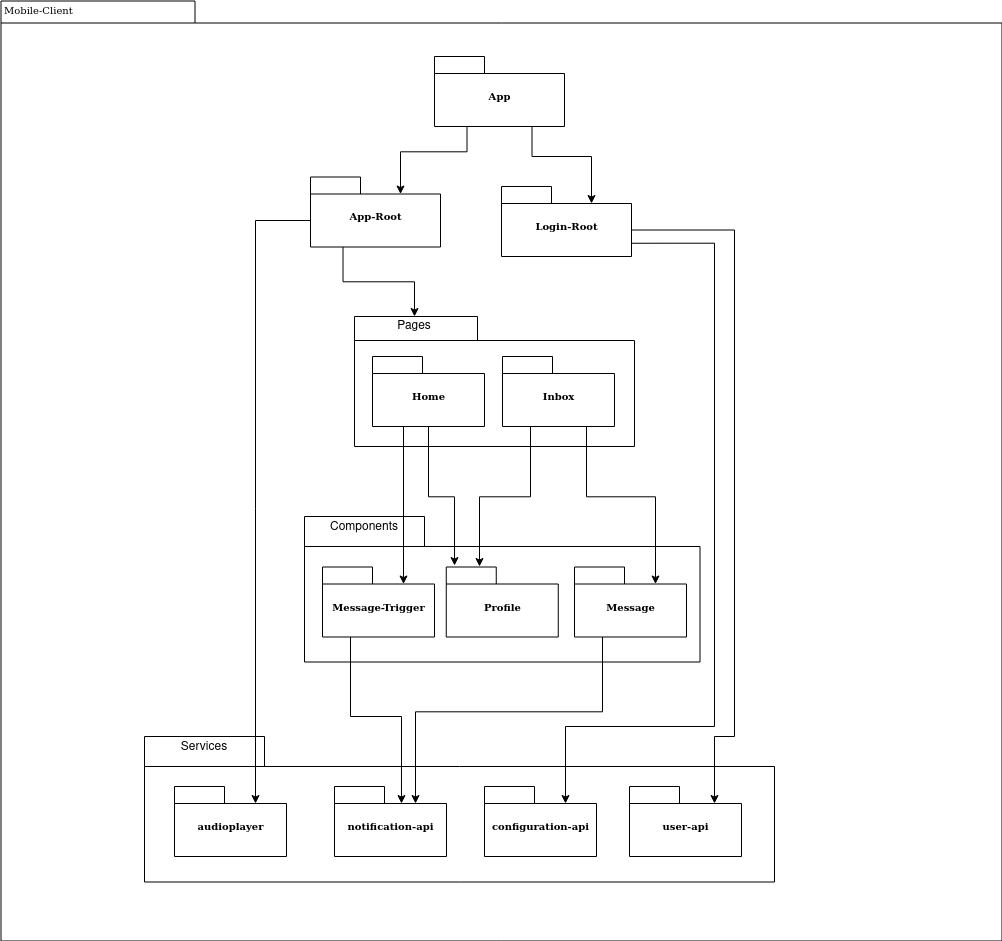 Mobile-Client
App
App-Root
Login-Root
Pages
Home
Inbox
Components
Message-Trigger
Profile
Message
Services
audioplayer
notification-api
configuration-api
user-api